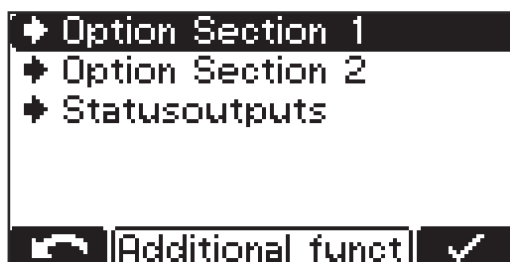 Option Section 1
Option Section 2
Statusoutputs
Additional funct